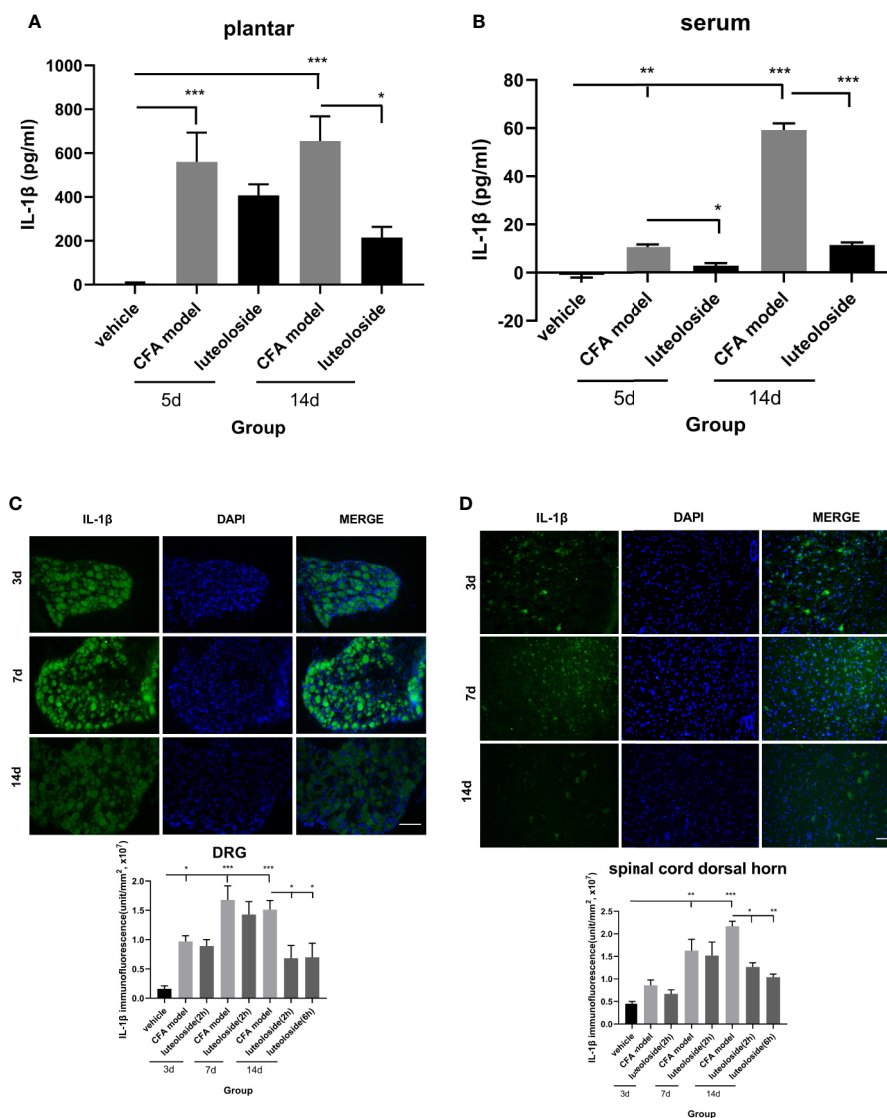 A
plantar
IL-1β (pg/ml)
1000
800
600
400
200
0
***
***
*
vehicle
CFA model
luteoloside
CFA model
luteoloside
5d
14d
Group
B
serum
IL-1β (pg/ml)
80
60
40
20
0
-20
**
***
***
*
vehicle
CFA model
luteoloside
CFA model
luteoloside
5d
14d
Group
C
IL-1β
DAPI
MERGE
3d
7d
14d
DRG
IL-1β immunofluorescence(unit/mm², x10⁷)
2.0
1.5
1.0
0.5
0.0
*
***
***
*
*
vehicle
CFA model
luteoloside(2h)
CFA model
luteoloside(2h)
CFA model
luteoloside(2h)
luteoloside(6h)
3d
7d
14d
Group
D
IL-1β
DAPI
MERGE
3d
7d
14d
spinal cord dorsal horn
IL-1β immunofluorescence(unit/mm², x10⁷)
2.5
2.0
1.5
1.0
0.5
0.0
**
***
*
**
vehicle
CFA model
luteoloside(2h)
CFA model
luteoloside(2h)
CFA model
luteoloside(2h)
luteoloside(6h)
3d
7d
14d
Group